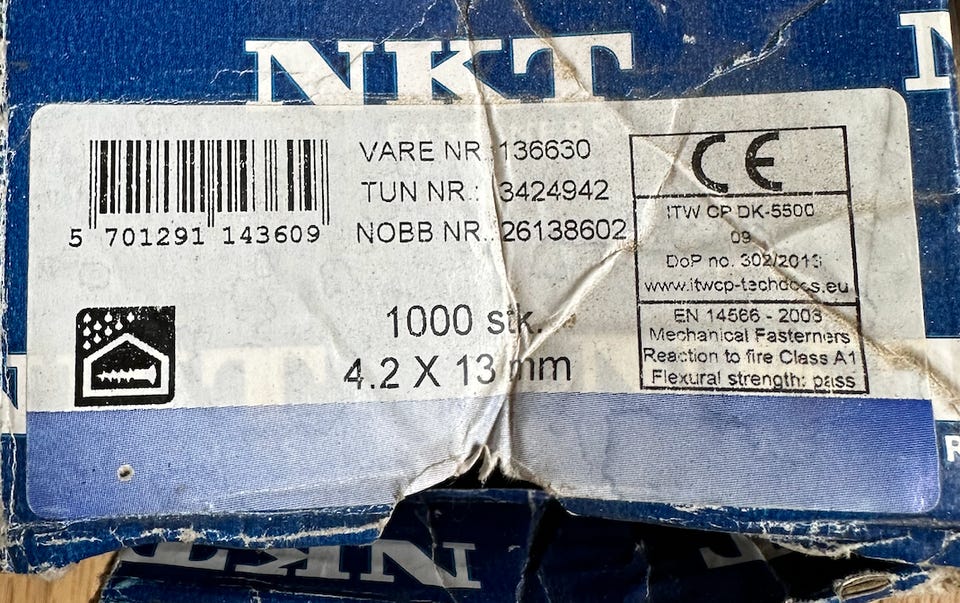 NKT
VARE NR. 136630
TUN NR.: 3424942
NOBB NR.: 26138602
5 701291 143609
1000 stk.
4.2 X 13 mm
CE
ITW CP DK-5500
09
DoP no. 302/2013
www.itwcp-techdocs.eu
EN 14566 - 2008
Mechanical Fasterners
Reaction to fire Class A1
Flexural strength: pass
NKT